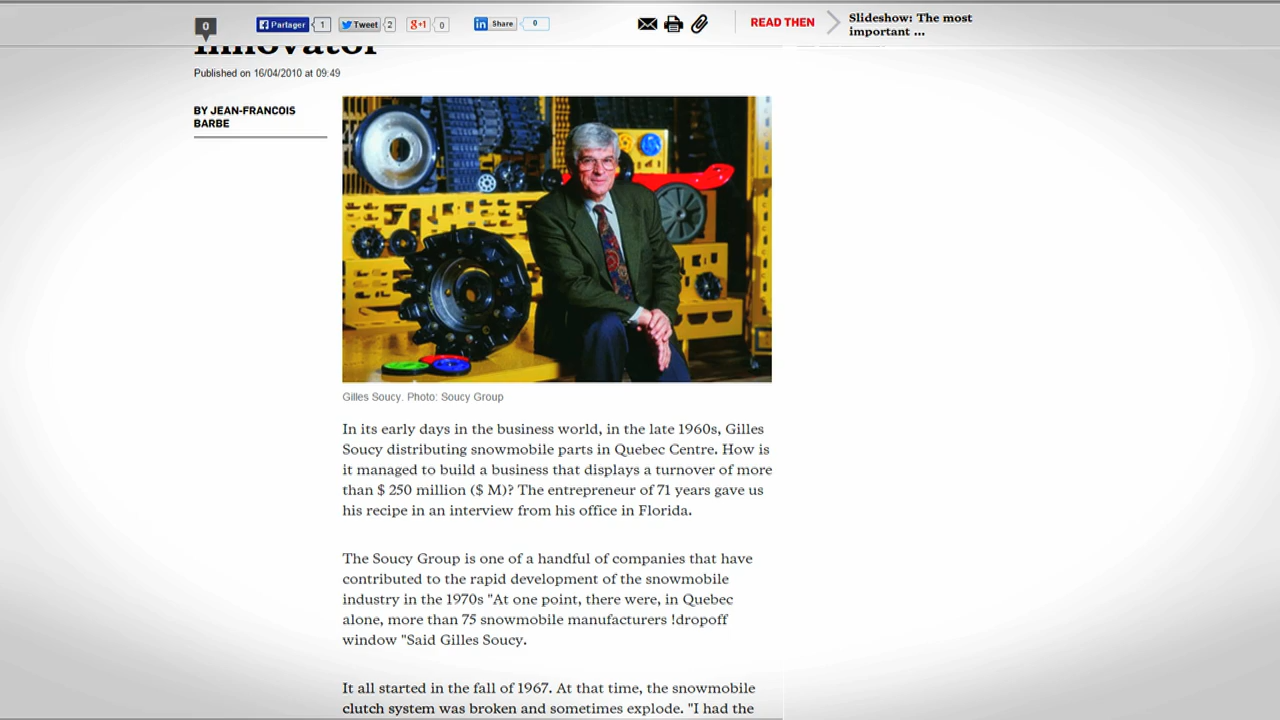 0
Partager 1
Tweet 2
g+1 0
in Share 0
READ THEN
Slideshow: The most
important ...
Innovator
Published on 16/04/2010 at 09:49
BY JEAN-FRANCOIS
BARBE
Gilles Soucy. Photo: Soucy Group
In its early days in the business world, in the late 1960s, Gilles
Soucy distributing snowmobile parts in Quebec Centre. How is
it managed to build a business that displays a turnover of more
than $ 250 million ($ M)? The entrepreneur of 71 years gave us
his recipe in an interview from his office in Florida.
The Soucy Group is one of a handful of companies that have
contributed to the rapid development of the snowmobile
industry in the 1970s "At one point, there were, in Quebec
alone, more than 75 snowmobile manufacturers !dropoff
window "Said Gilles Soucy.
It all started in the fall of 1967. At that time, the snowmobile
clutch system was broken and sometimes explode. "I had the